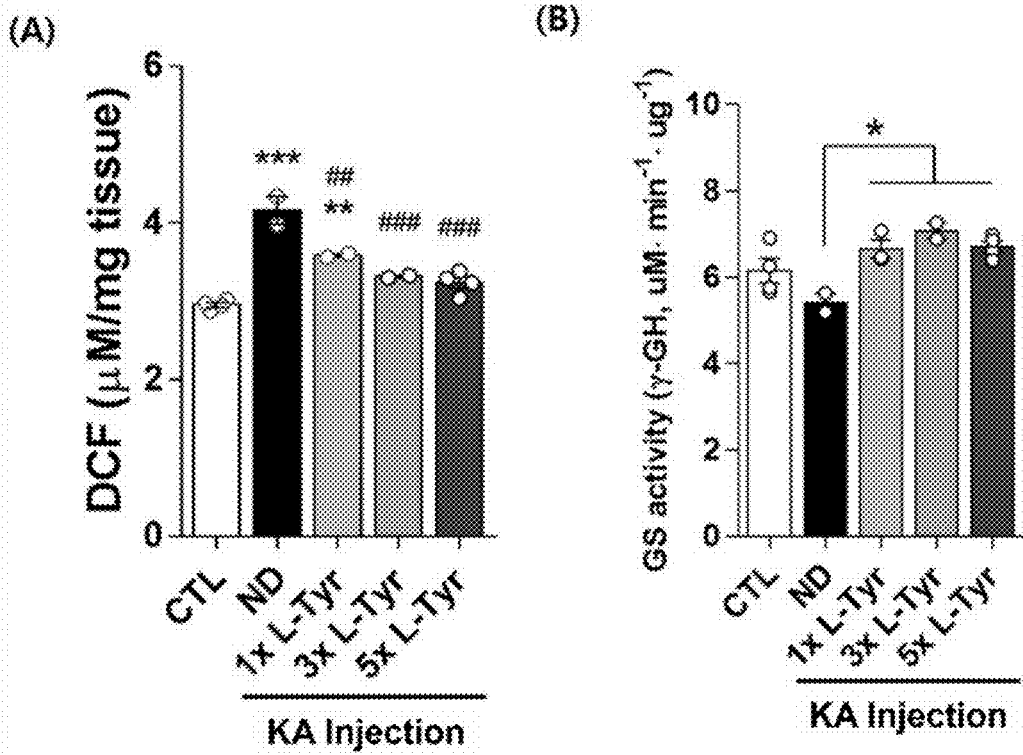 (A)
DCF (μM/mg tissue)
6
4
2
0
***
##
**
###
###
CTL
ND
1x L-Tyr
3x L-Tyr
5x L-Tyr
KA Injection
(B)
GS activity (γ-GH, uM· min⁻¹· ug⁻¹)
10
8
6
4
2
0
*
CTL
ND
1x L-Tyr
3x L-Tyr
5x L-Tyr
KA Injection